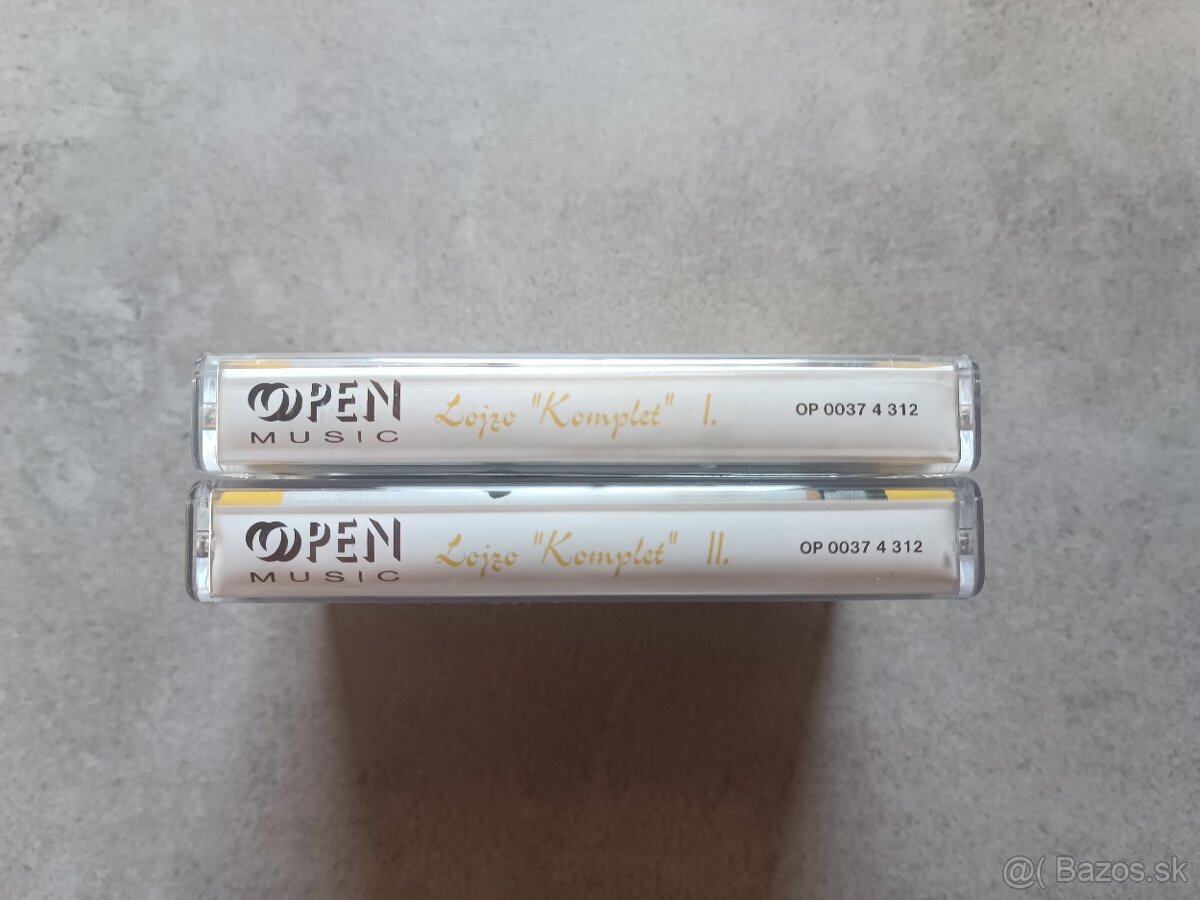 OPEN MUSIC Lojzo "Komplet" I. OP 0037 4 312
OPEN MUSIC Lojzo "Komplet" II. OP 0037 4 312
@( Bazos.sk